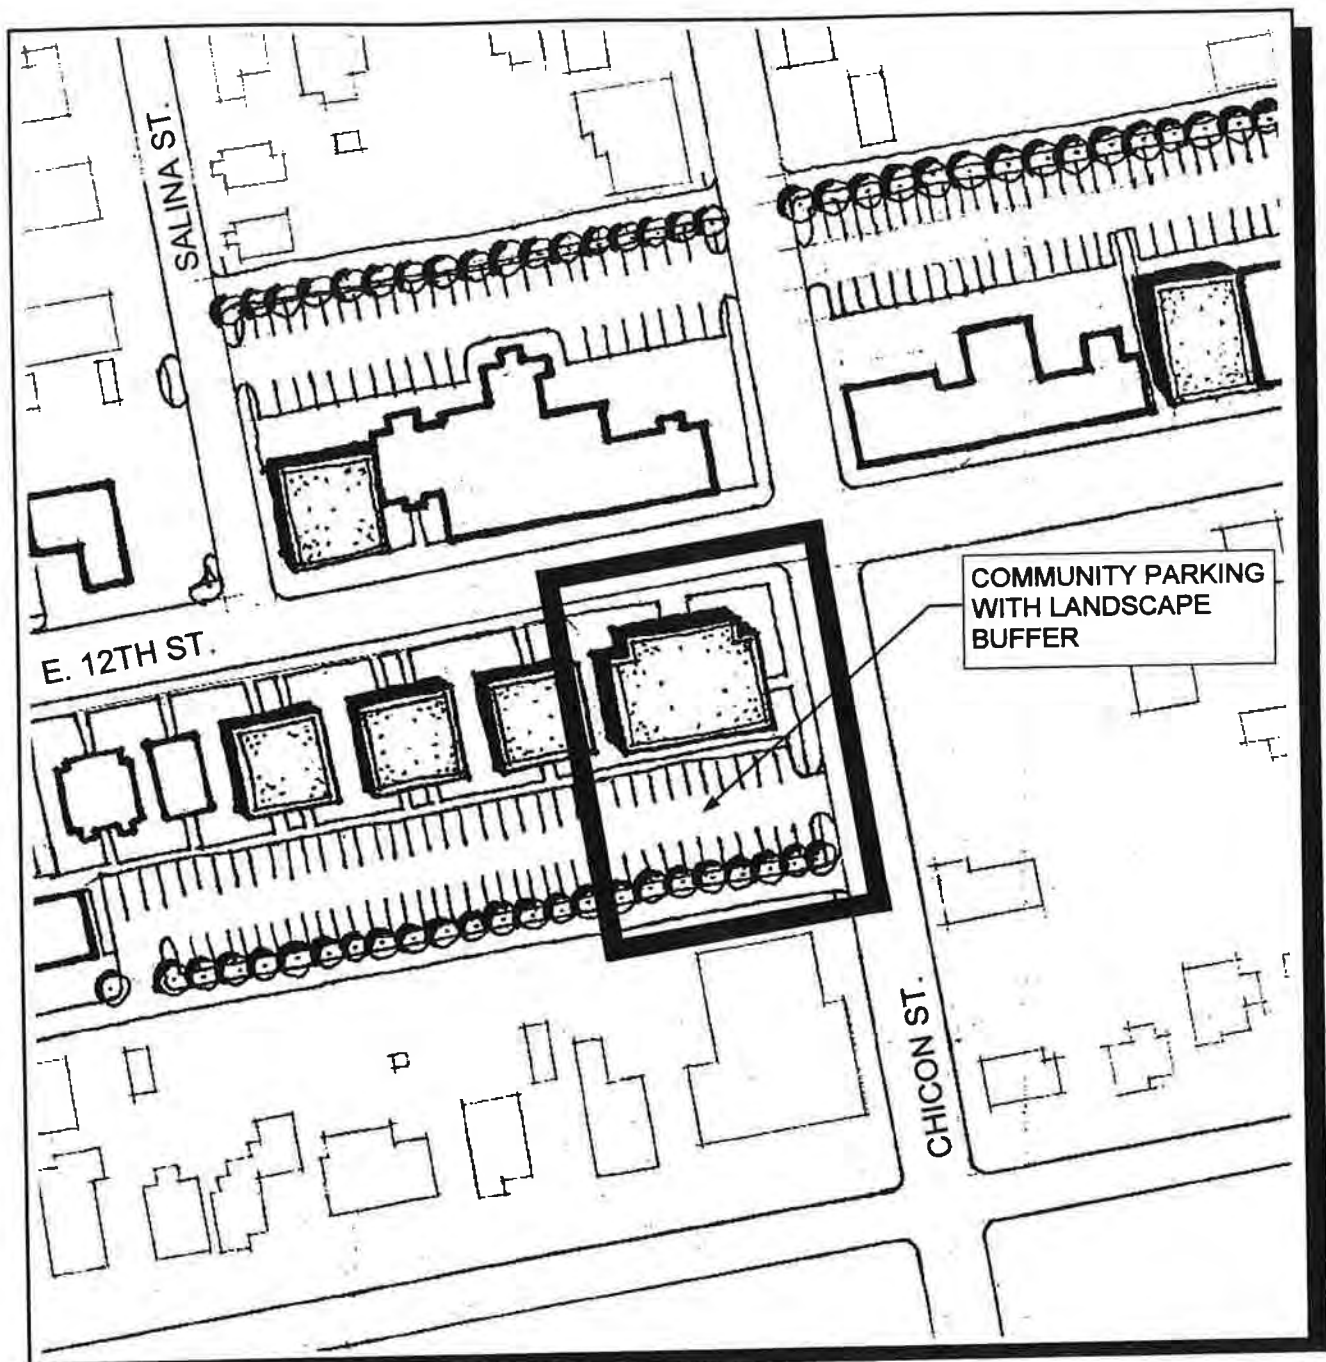 SALINA ST.
COMMUNITY PARKING
WITH LANDSCAPE
BUFFER
E. 12TH ST.
CHICON ST.